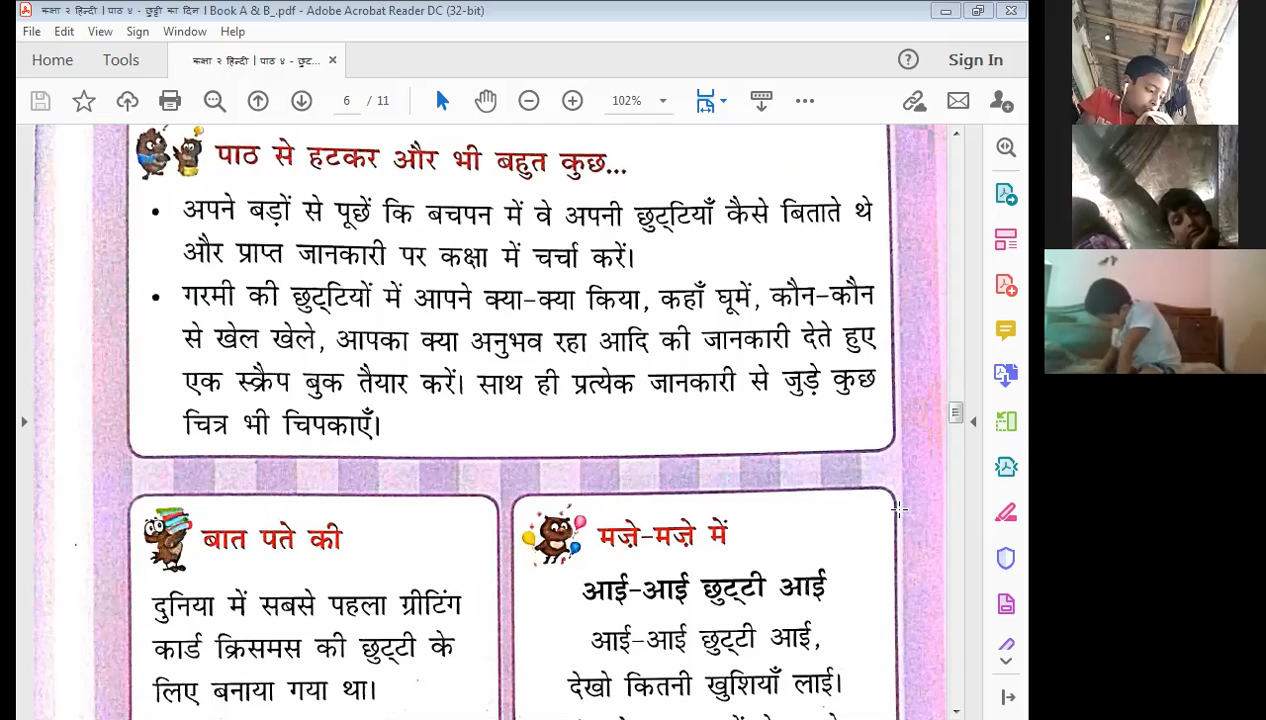 कक्षा २ हिन्दी । पाठ ४ - छुट्टी का दिन । Book A & B_.pdf - Adobe Acrobat Reader DC (32-bit)
File Edit View Sign Window Help
Home Tools कक्षा २ हिन्दी । पाठ ४ - छुट... Sign In
6 / 11 102%
पाठ से हटकर और भी बहुत कुछ...
• अपने बड़ों से पूछें कि बचपन में वे अपनी छुट्टियाँ कैसे बिताते थे
और प्राप्त जानकारी पर कक्षा में चर्चा करें।
• गरमी की छुट्टियों में आपने क्या-क्या किया, कहाँ घूमें, कौन-कौन
से खेल खेले, आपका क्या अनुभव रहा आदि की जानकारी देते हुए
एक स्क्रैप बुक तैयार करें। साथ ही प्रत्येक जानकारी से जुड़े कुछ
चित्र भी चिपकाएँ।
बात पते की
दुनिया में सबसे पहला ग्रीटिंग
कार्ड क्रिसमस की छुट्टी के
लिए बनाया गया था।
मज़े-मज़े में
आई-आई छुट्टी आई
आई-आई छुट्टी आई,
देखो कितनी खुशियाँ लाई।